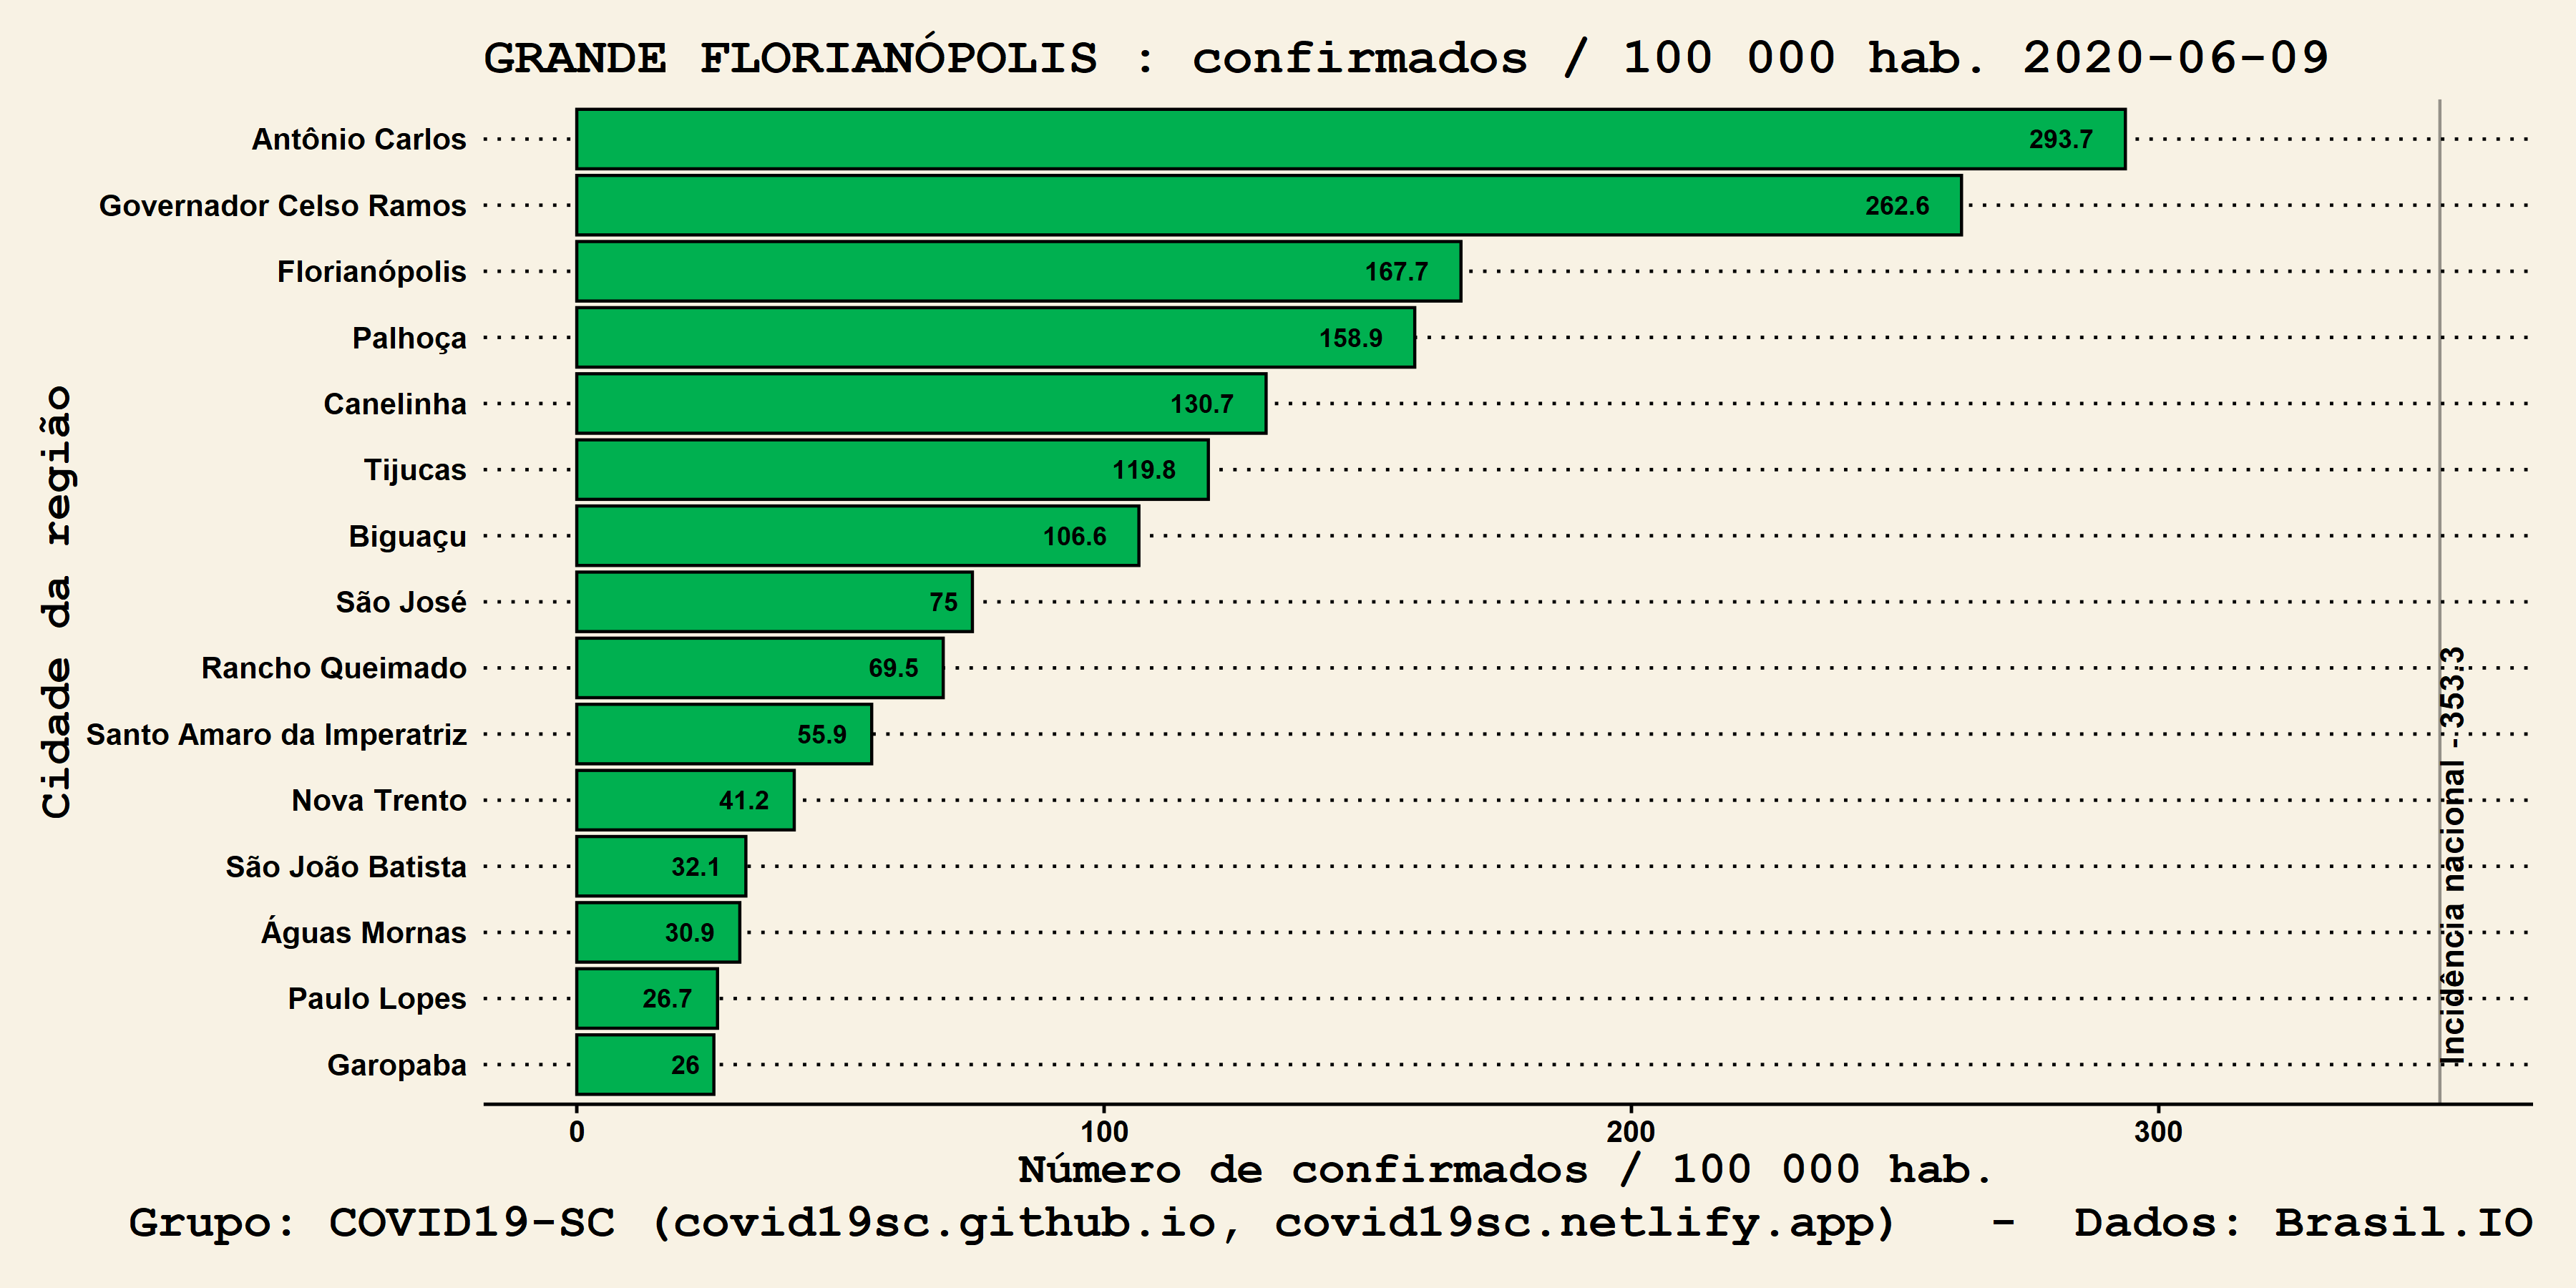 GRANDE FLORIANÓPOLIS : confirmados / 100 000 hab. 2020-06-09
Cidade da região
Antônio Carlos 293.7
Governador Celso Ramos 262.6
Florianópolis 167.7
Palhoça 158.9
Canelinha 130.7
Tijucas 119.8
Biguaçu 106.6
São José 75
Rancho Queimado 69.5
Santo Amaro da Imperatriz 55.9
Nova Trento 41.2
São João Batista 32.1
Águas Mornas 30.9
Paulo Lopes 26.7
Garopaba 26
Incidência nacional - 353.3
0 100 200 300
Número de confirmados / 100 000 hab.
Grupo: COVID19-SC (covid19sc.github.io, covid19sc.netlify.app) - Dados: Brasil.IO